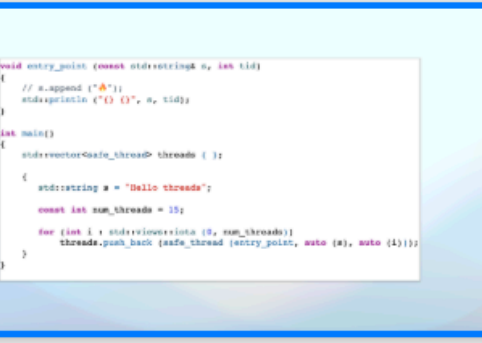 void entry_point (const std::string& s, int tid)
{
// s.append ("🔥");
std::println ("{} {}", s, tid);
}
int main()
{
std::vector<safe_thread> threads { };
{
std::string s = "Hello threads";
const int num_threads = 15;
for (int i : std::views::iota (0, num_threads))
threads.push_back (safe_thread (entry_point, auto (s), auto (i)));
}
}